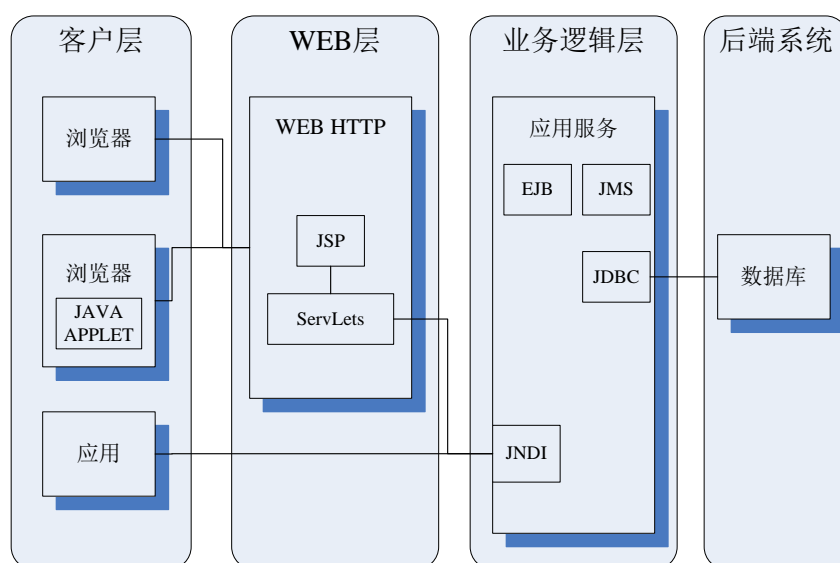 客户层
浏览器
浏览器
JAVA
APPLET
应用
WEB层
WEB HTTP
JSP
ServLets
业务逻辑层
应用服务
EJB
JMS
JDBC
JNDI
后端系统
数据库